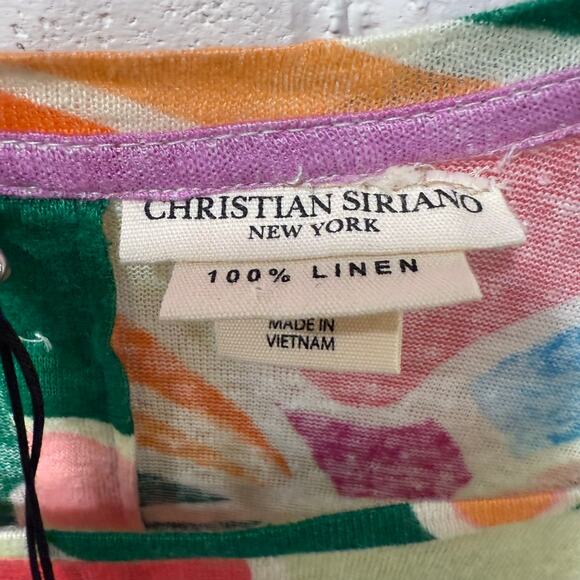 CHRISTIAN SIRIANO
NEW YORK
100% LINEN
MADE IN
VIETNAM